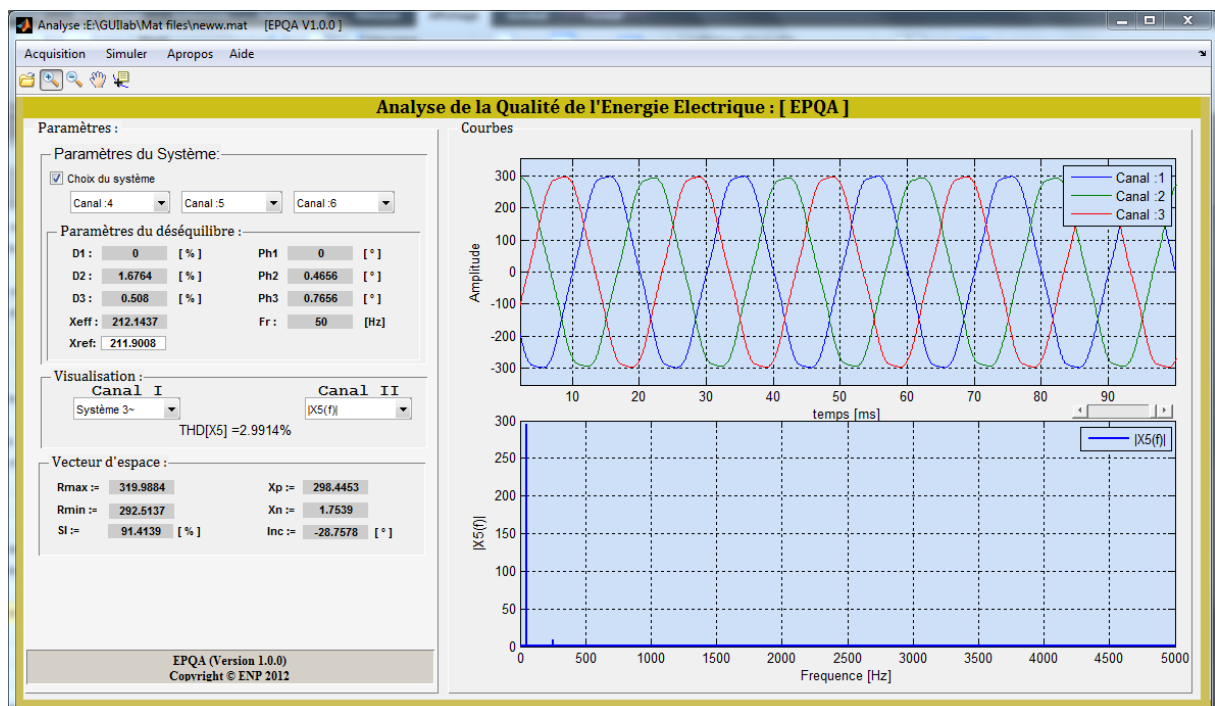 Analyse :E:\GUIlab\Mat files\neww.mat [EPQA V1.0.0 ]
Acquisition Simuler Apropos Aide
Analyse de la Qualité de l'Energie Electrique : [ EPQA ]
Paramètres :
Paramètres du Système:
Choix du système
Canal :4 Canal :5 Canal :6
Paramètres du déséquilibre :
D1 : 0 [ % ] Ph1 0 [ ° ]
D2 : 1.6764 [ % ] Ph2 0.4656 [ ° ]
D3 : 0.508 [ % ] Ph3 0.7656 [ ° ]
Xeff : 212.1437 Fr : 50 [Hz]
Xref: 211.9008
Visualisation :
Canal I Canal II
Système 3~ |X5(f)|
THD[X5] =2.9914%
Vecteur d'espace :
Rmax := 319.9884 Xp := 298.4453
Rmin := 292.5137 Xn := 1.7539
SI := 91.4139 [ % ] Inc := -28.7578 [ ° ]
EPQA (Version 1.0.0)
Copyright © ENP 2012
Courbes
Canal :1
Canal :2
Canal :3
Amplitude
300
200
100
0
-100
-200
-300
10 20 30 40 50 60 70 80 90
temps [ms]
|X5(f)|
|X5(f)|
300
250
200
150
100
50
0
0 500 1000 1500 2000 2500 3000 3500 4000 4500 5000
Frequence [Hz]